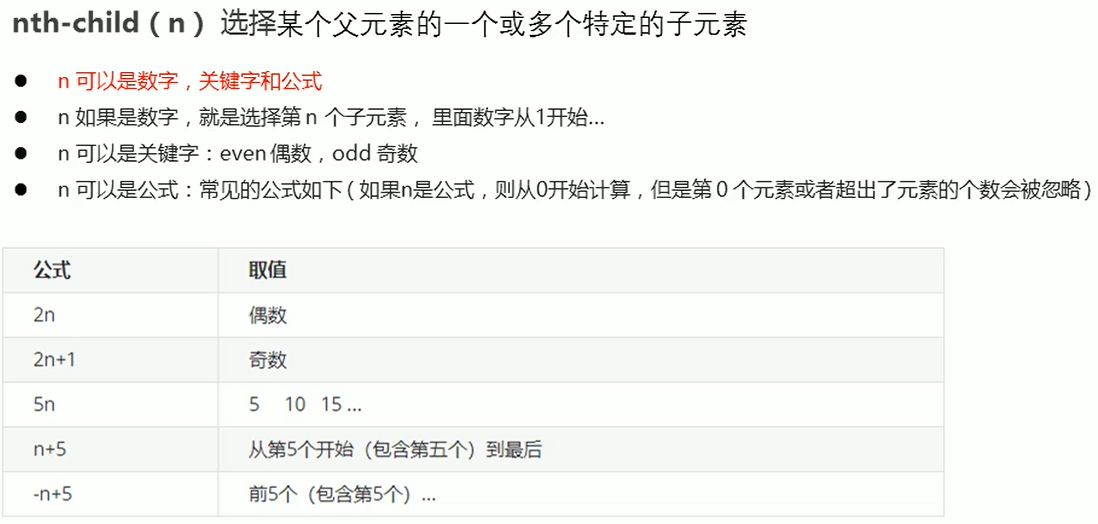 nth-child（n） 选择某个父元素的一个或多个特定的子元素
● n 可以是数字，关键字和公式
● n 如果是数字，就是选择第 n 个子元素， 里面数字从1开始...
● n 可以是关键字：even 偶数，odd 奇数
● n 可以是公式：常见的公式如下 ( 如果n是公式，则从0开始计算，但是第 0 个元素或者超出了元素的个数会被忽略 )
公式 取值
2n 偶数
2n+1 奇数
5n 5 10 15 ...
n+5 从第5个开始（包含第五个）到最后
-n+5 前5个（包含第5个）...